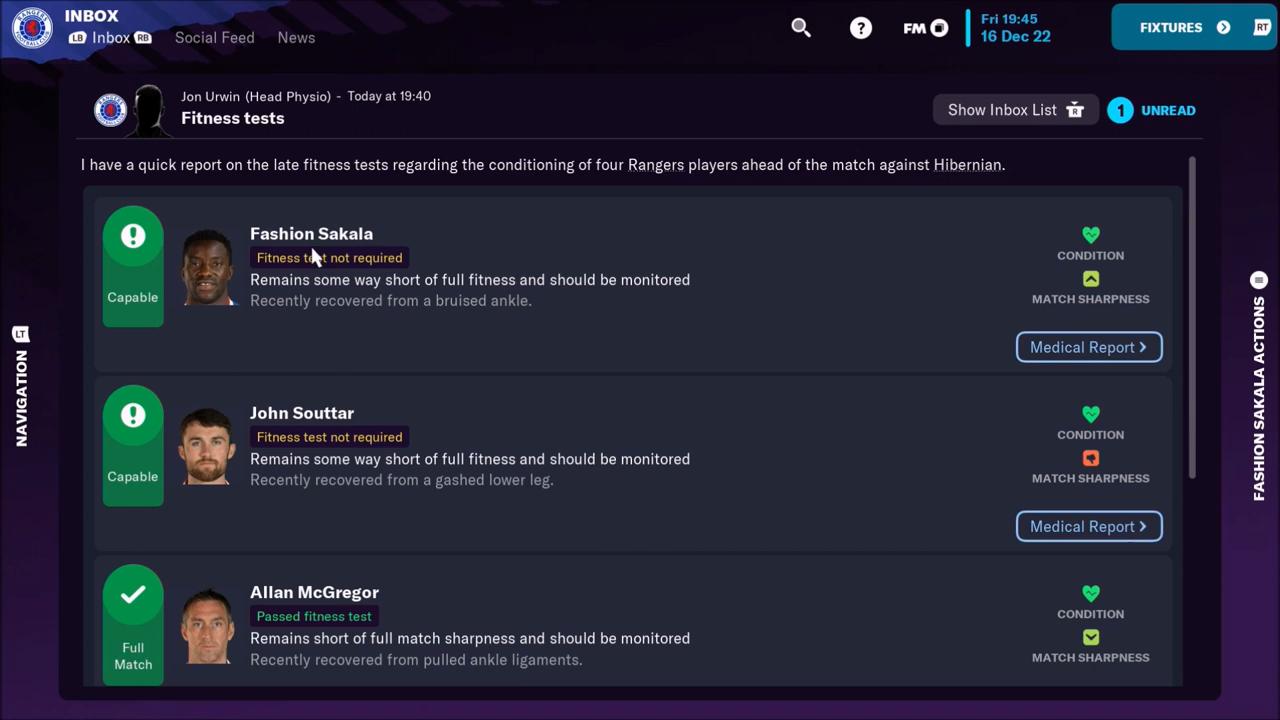 INBOX
LB Inbox RB Social Feed News
? FM
Fri 19:45
16 Dec 22
FIXTURES RT
Jon Urwin (Head Physio) - Today at 19:40
Fitness tests
Show Inbox List R
1 UNREAD
I have a quick report on the late fitness tests regarding the conditioning of four Rangers players ahead of the match against Hibernian.
Capable
Fashion Sakala
Fitness test not required
Remains some way short of full fitness and should be monitored
Recently recovered from a bruised ankle.
CONDITION
MATCH SHARPNESS
Medical Report
Capable
John Souttar
Fitness test not required
Remains some way short of full fitness and should be monitored
Recently recovered from a gashed lower leg.
CONDITION
MATCH SHARPNESS
Medical Report
Full
Match
Allan McGregor
Passed fitness test
Remains short of full match sharpness and should be monitored
Recently recovered from pulled ankle ligaments.
CONDITION
MATCH SHARPNESS
LT
NAVIGATION
FASHION SAKALA ACTIONS